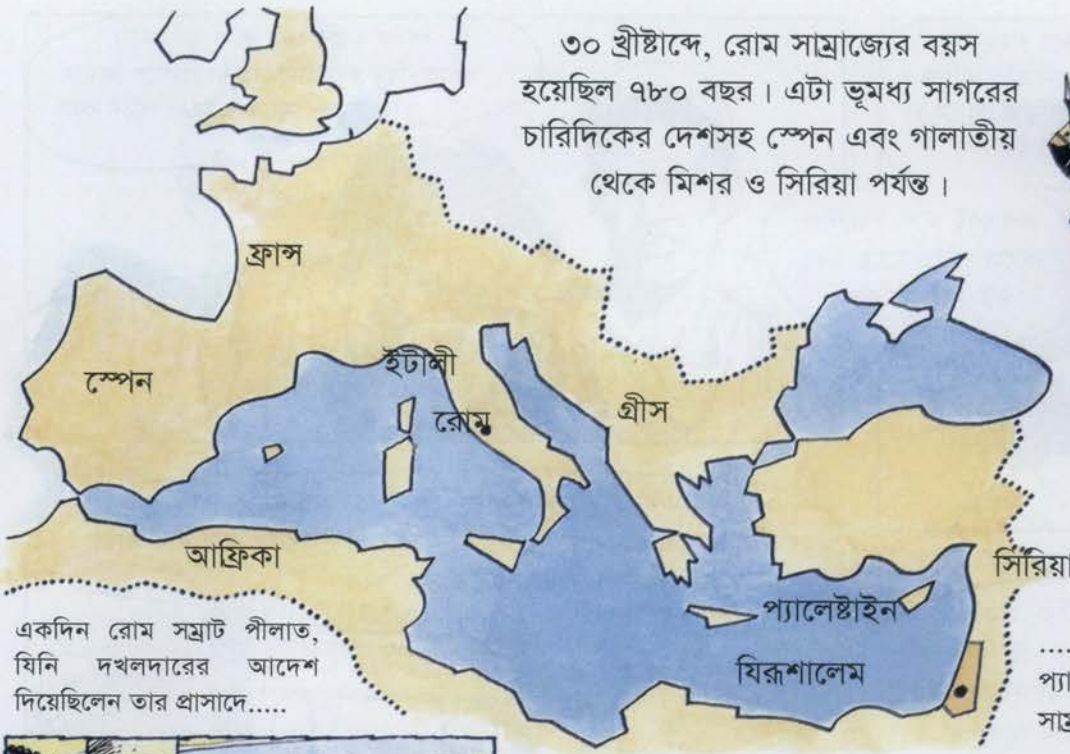 ৩০ খ্রীষ্টাব্দে, রোম সাম্রাজ্যের বয়স
হয়েছিল ৭৮০ বছর। এটা ভূমধ্য সাগরের
চারিদিকের দেশসহ স্পেন এবং গালাতীয়
থেকে মিশর ও সিরিয়া পর্যন্ত।
ফ্রান্স
ইটালী
স্পেন
রোম
গ্রীস
আফ্রিকা
সিরিয়া
প্যালেষ্টাইন
যিরূশালেম
একদিন রোম সম্রাট পীলাত,
যিনি দখলদারের আদেশ
দিয়েছিলেন তার প্রাসাদে.....